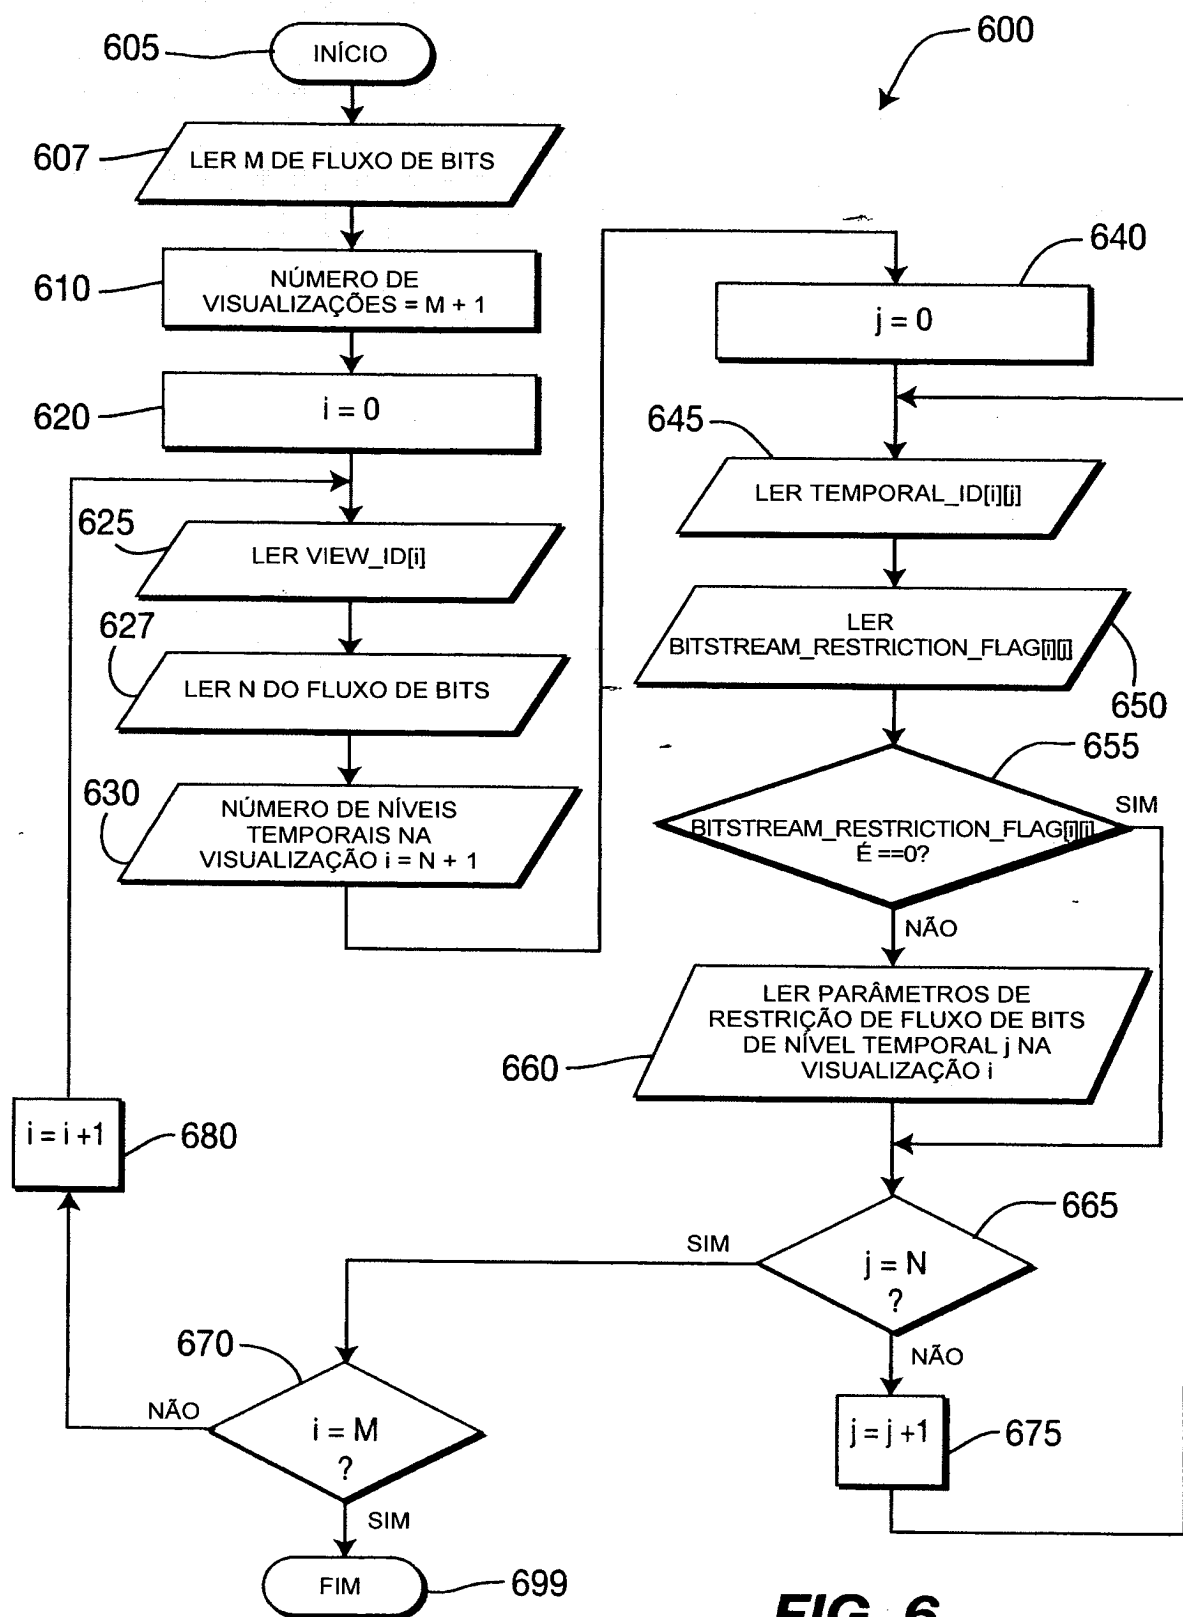 605
INÍCIO
600
607
LER M DE FLUXO DE BITS
610
NÚMERO DE
VISUALIZAÇÕES = M + 1
620
i = 0
625
LER VIEW_ID[i]
627
LER N DO FLUXO DE BITS
630
NÚMERO DE NÍVEIS
TEMPORAIS NA
VISUALIZAÇÃO i = N + 1
640
j = 0
645
LER TEMPORAL_ID[i][j]
LER
BITSTREAM_RESTRICTION_FLAG[i][j]
650
655
BITSTREAM_RESTRICTION_FLAG[i][j]
É ==0?
SIM
NÃO
LER PARÂMETROS DE
RESTRIÇÃO DE FLUXO DE BITS
DE NÍVEL TEMPORAL j NA
VISUALIZAÇÃO i
660
665
j = N
?
SIM
NÃO
j = j +1
675
670
i = M
?
NÃO
SIM
i = i +1
680
FIM
699
FIG. 6